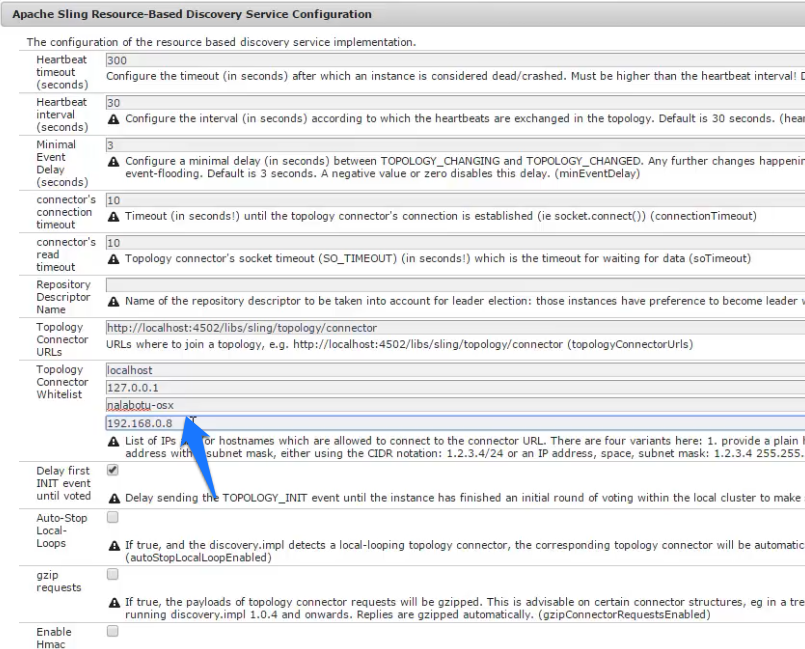 Apache Sling Resource-Based Discovery Service Configuration
The configuration of the resource based discovery service implementation.
Heartbeat
timeout
(seconds)
300
Configure the timeout (in seconds) after which an instance is considered dead/crashed. Must be higher than the heartbeat interval!
Heartbeat
interval
(seconds)
30
Configure the interval (in seconds) according to which the heartbeats are exchanged in the topology. Default is 30 seconds. (hear
Minimal
Event
Delay
(seconds)
3
Configure a minimal delay (in seconds) between TOPOLOGY_CHANGING and TOPOLOGY_CHANGED. Any further changes happenin
event-flooding. Default is 3 seconds. A negative value or zero disables this delay. (minEventDelay)
connector's
connection
timeout
10
Timeout (in seconds!) until the topology connector's connection is established (ie socket.connect()) (connectionTimeout)
connector's
read
timeout
10
Topology connector's socket timeout (SO_TIMEOUT) (in seconds!) which is the timeout for waiting for data (soTimeout)
Repository
Descriptor
Name
Name of the repository descriptor to be taken into account for leader election: those instances have preference to become leader
Topology
Connector
URLs
http://localhost:4502/libs/sling/topology/connector
URLs where to join a topology, e.g. http://localhost:4502/libs/sling/topology/connector (topologyConnectorUrls)
Topology
Connector
Whitelist
localhost
127.0.0.1
nalabotu-osx
192.168.0.8
List of IPs or hostnames which are allowed to connect to the connector URL. There are four variants here: 1. provide a plain
address with subnet mask, either using the CIDR notation: 1.2.3.4/24 or an IP address, space, subnet mask: 1.2.3.4 255.255.
Delay first
INIT event
until voted
Delay sending the TOPOLOGY_INIT event until the instance has finished an initial round of voting within the local cluster to make
Auto-Stop
Local-
Loops
If true, and the discovery.impl detects a local-looping topology connector, the corresponding topology connector will be automatic
(autoStopLocalLoopEnabled)
gzip
requests
If true, the payloads of topology connector requests will be gzipped. This is advisable on certain connector structures, eg in a tre
running discovery.impl 1.0.4 and onwards. Replies are gzipped automatically. (gzipConnectorRequestsEnabled)
Enable
Hmac